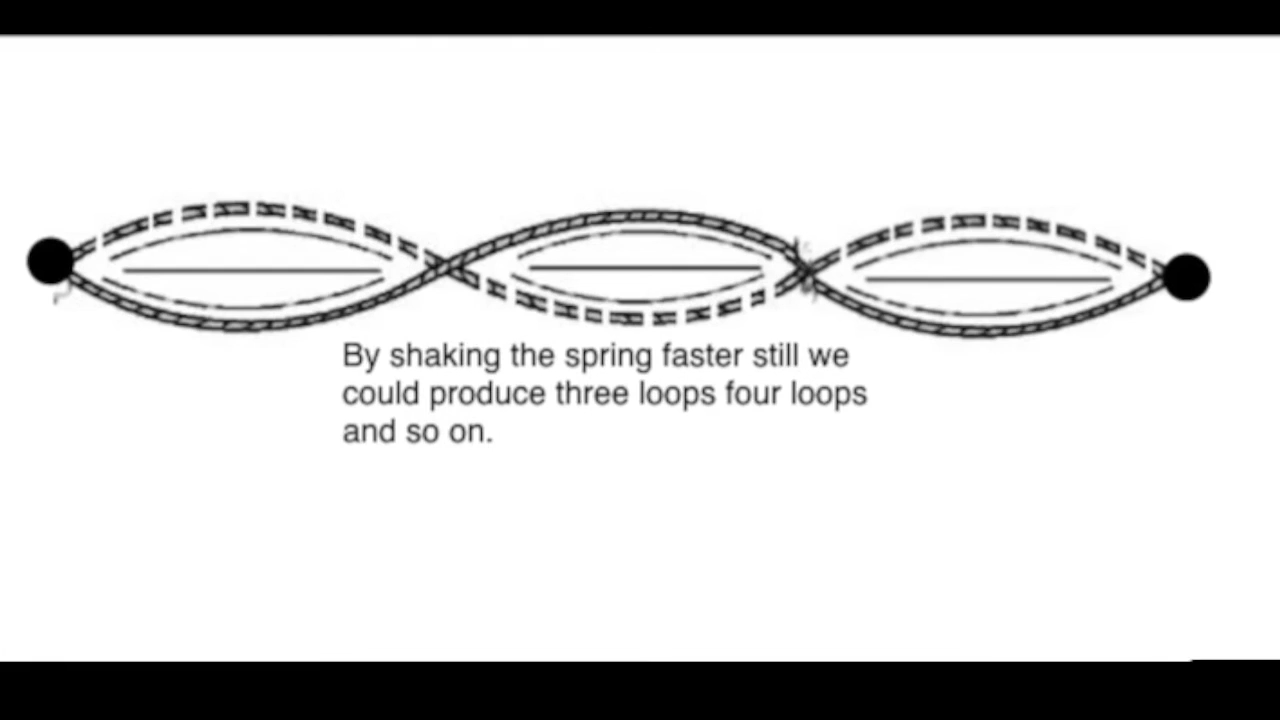 By shaking the spring faster still we
could produce three loops four loops
and so on.